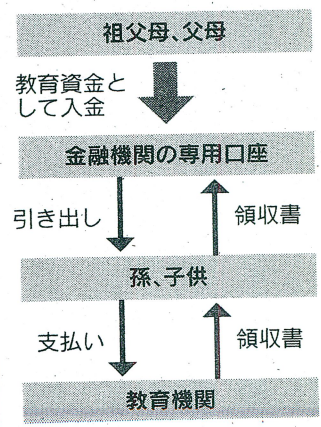 祖父母、父母
教育資金と
して入金
金融機関の専用口座
引き出し
領収書
孫、子供
支払い
領収書
教育機関